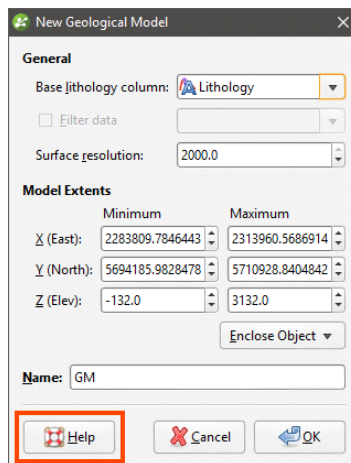 New Geological Model
General
Base lithology column: Lithology
Filter data
Surface resolution: 2000.0
Model Extents
Minimum Maximum
X (East): 2283809.7846443 2313960.5686914
Y (North): 5694185.9828478 5710928.8404842
Z (Elev): -132.0 3132.0
Enclose Object
Name: GM
Help Cancel OK